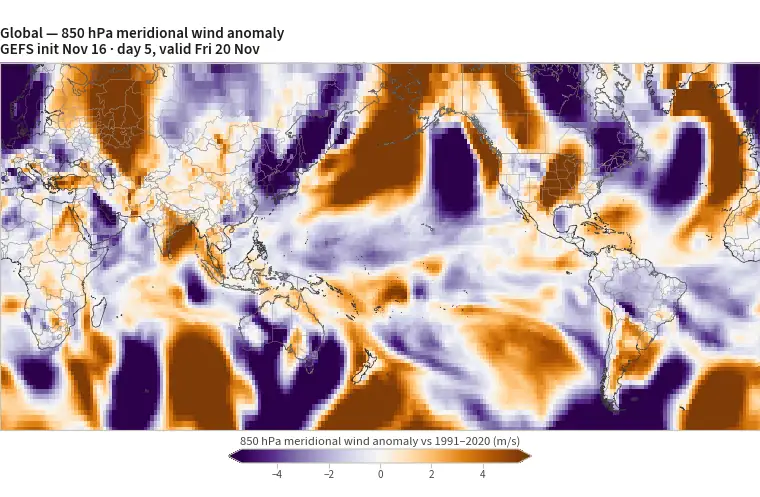 Global — 850 hPa meridional wind anomaly
GEFS init Nov 16 · day 5, valid Fri 20 Nov
850 hPa meridional wind anomaly vs 1991–2020 (m/s)
−4 −2 0 2 4